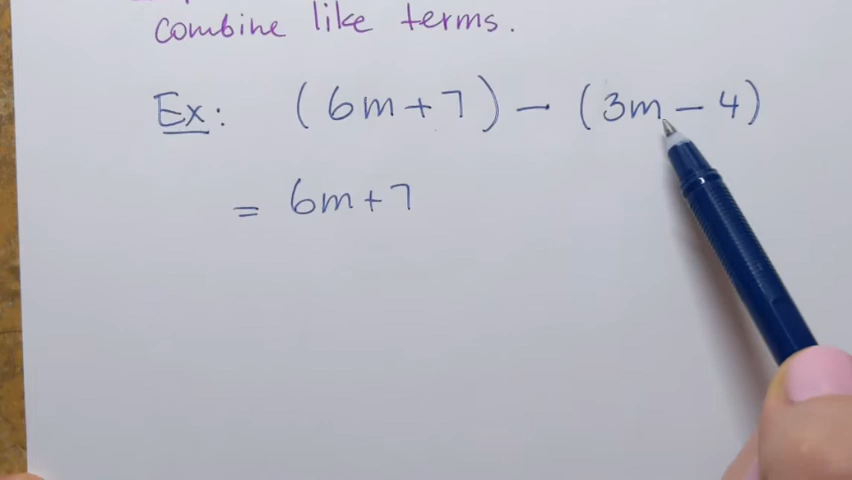 combine like terms.
Ex: (6m+7) - (3m-4)
= 6m+7